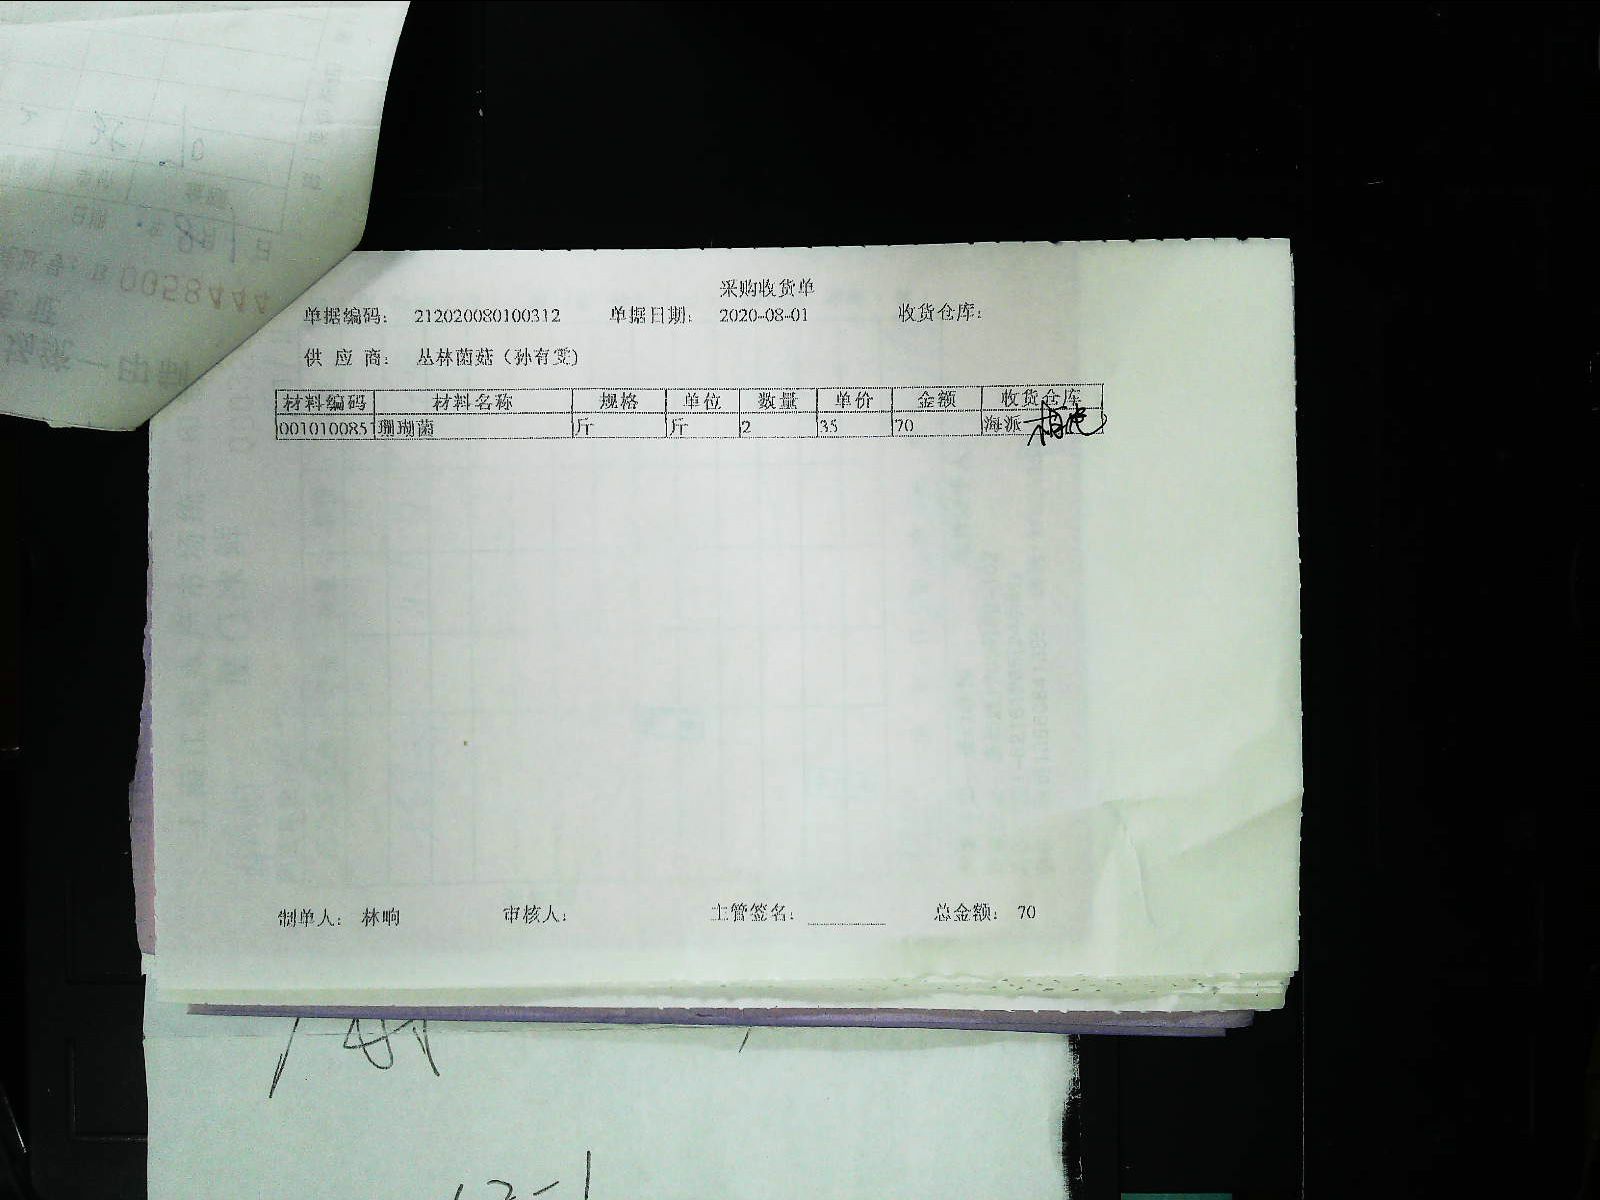 采购收货单
单据编码： 212020080100312 单据日期： 2020-08-01 收货仓库：
供 应 商： 丛林菌菇（孙有雯）
材料编码 材料名称 规格 单位 数量 单价 金额 收货仓库
0010100851 珊瑚菌 斤 斤 2 35 70 海派
制单人： 林响 审核人： 主管签名： 总金额： 70
0058444